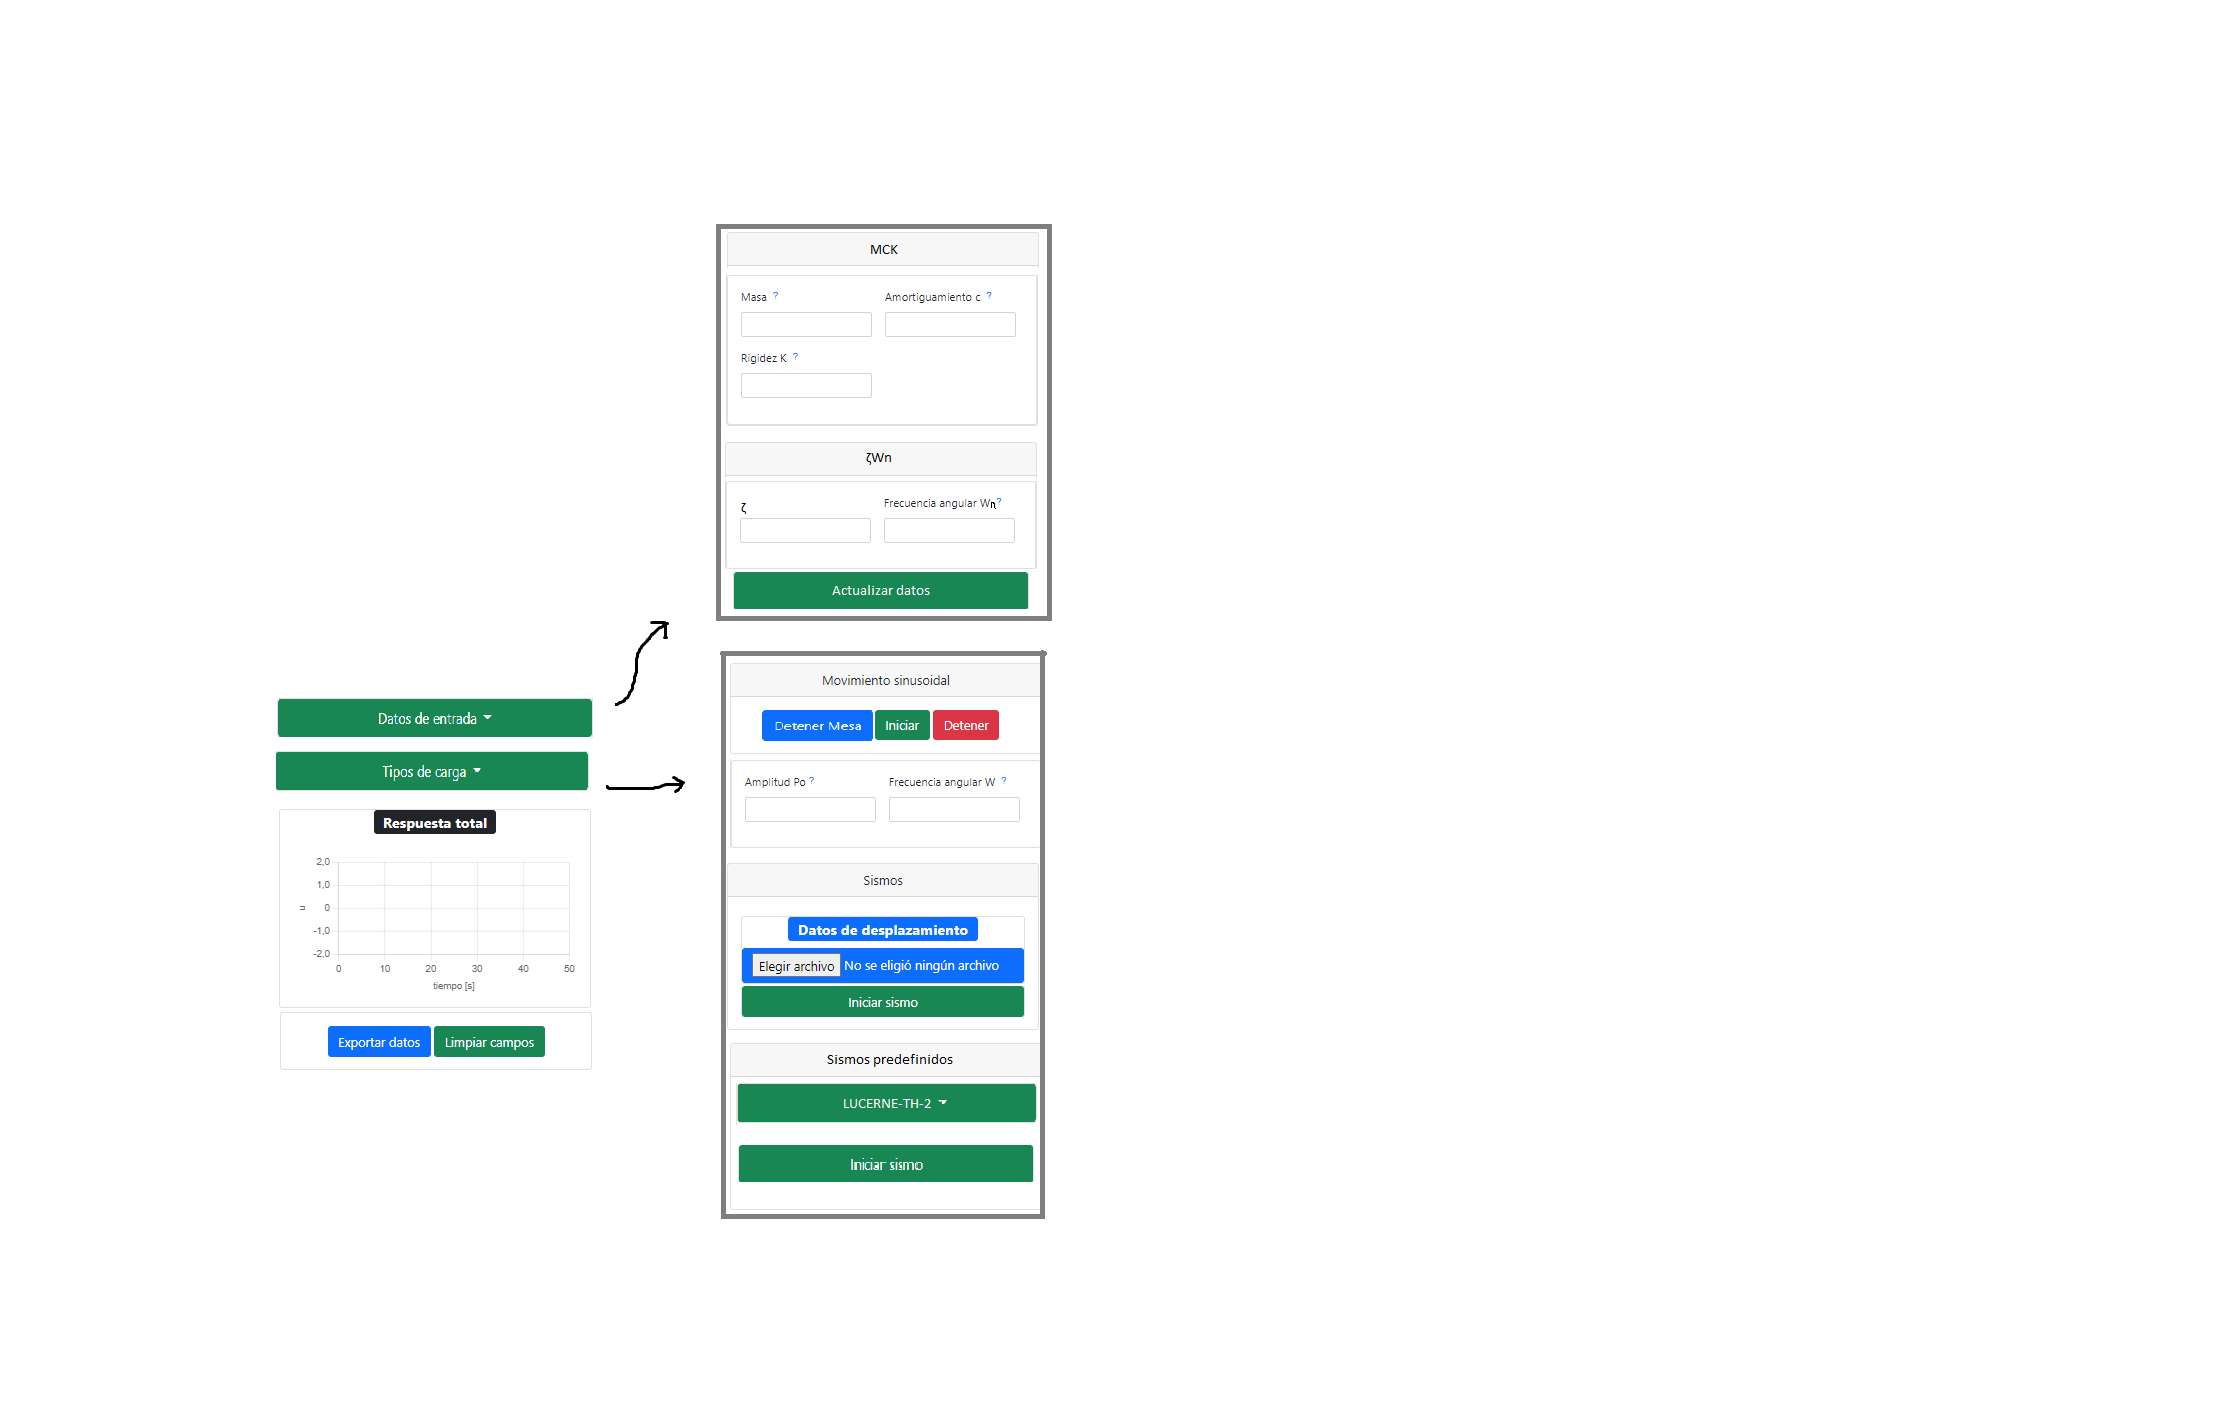 Datos de entrada
Tipos de carga
Respuesta total
2,0
1,0
0
-1,0
-2,0
u
0 10 20 30 40 50
tiempo [s]
Exportar datos Limpiar campos
MCK
Masa ? Amortiguamiento c ?
Rigidez K ?
ζWn
ζ Frecuencia angular Wn ?
Actualizar datos
Movimiento sinusoidal
Detener Mesa Iniciar Detener
Amplitud Po ? Frecuencia angular W ?
Sismos
Datos de desplazamiento
Elegir archivo No se eligió ningún archivo
Iniciar sismo
Sismos predefinidos
LUCERNE-TH-2
Iniciar sismo